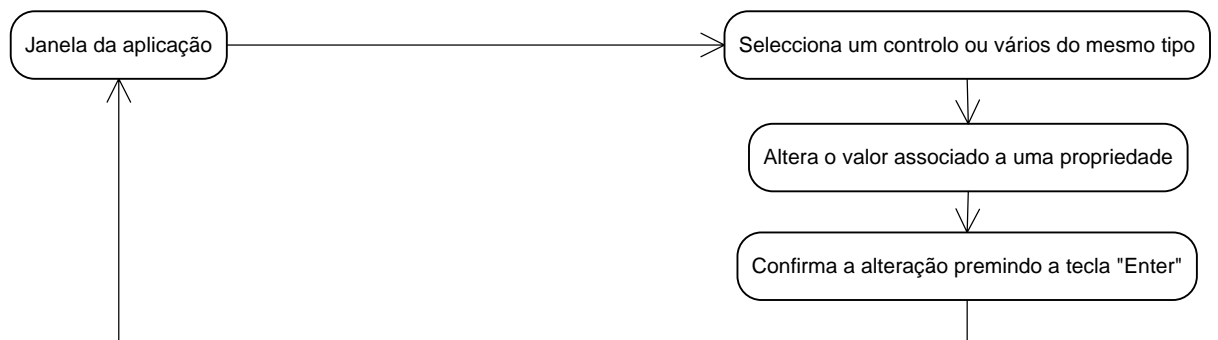 Janela da aplicação
Selecciona um controlo ou vários do mesmo tipo
Altera o valor associado a uma propriedade
Confirma a alteração premindo a tecla "Enter"